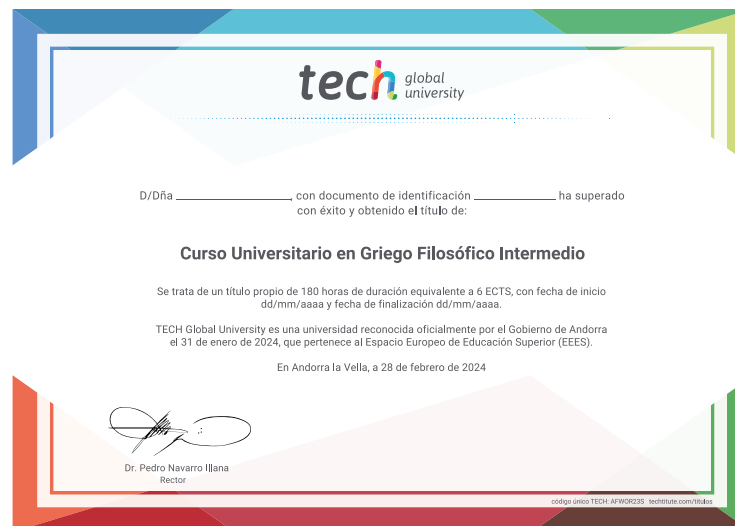 tech global
university
D/Dña ____________, con documento de identificación ____________ ha superado
con éxito y obtenido el título de:
Curso Universitario en Griego Filosófico Intermedio
Se trata de un título propio de 180 horas de duración equivalente a 6 ECTS, con fecha de inicio
dd/mm/aaaa y fecha de finalización dd/mm/aaaa.
TECH Global University es una universidad reconocida oficialmente por el Gobierno de Andorra
el 31 de enero de 2024, que pertenece al Espacio Europeo de Educación Superior (EEES).
En Andorra la Vella, a 28 de febrero de 2024
Dr. Pedro Navarro Illana
Rector
código único TECH: AFWOR23S techtitute.com/titulos